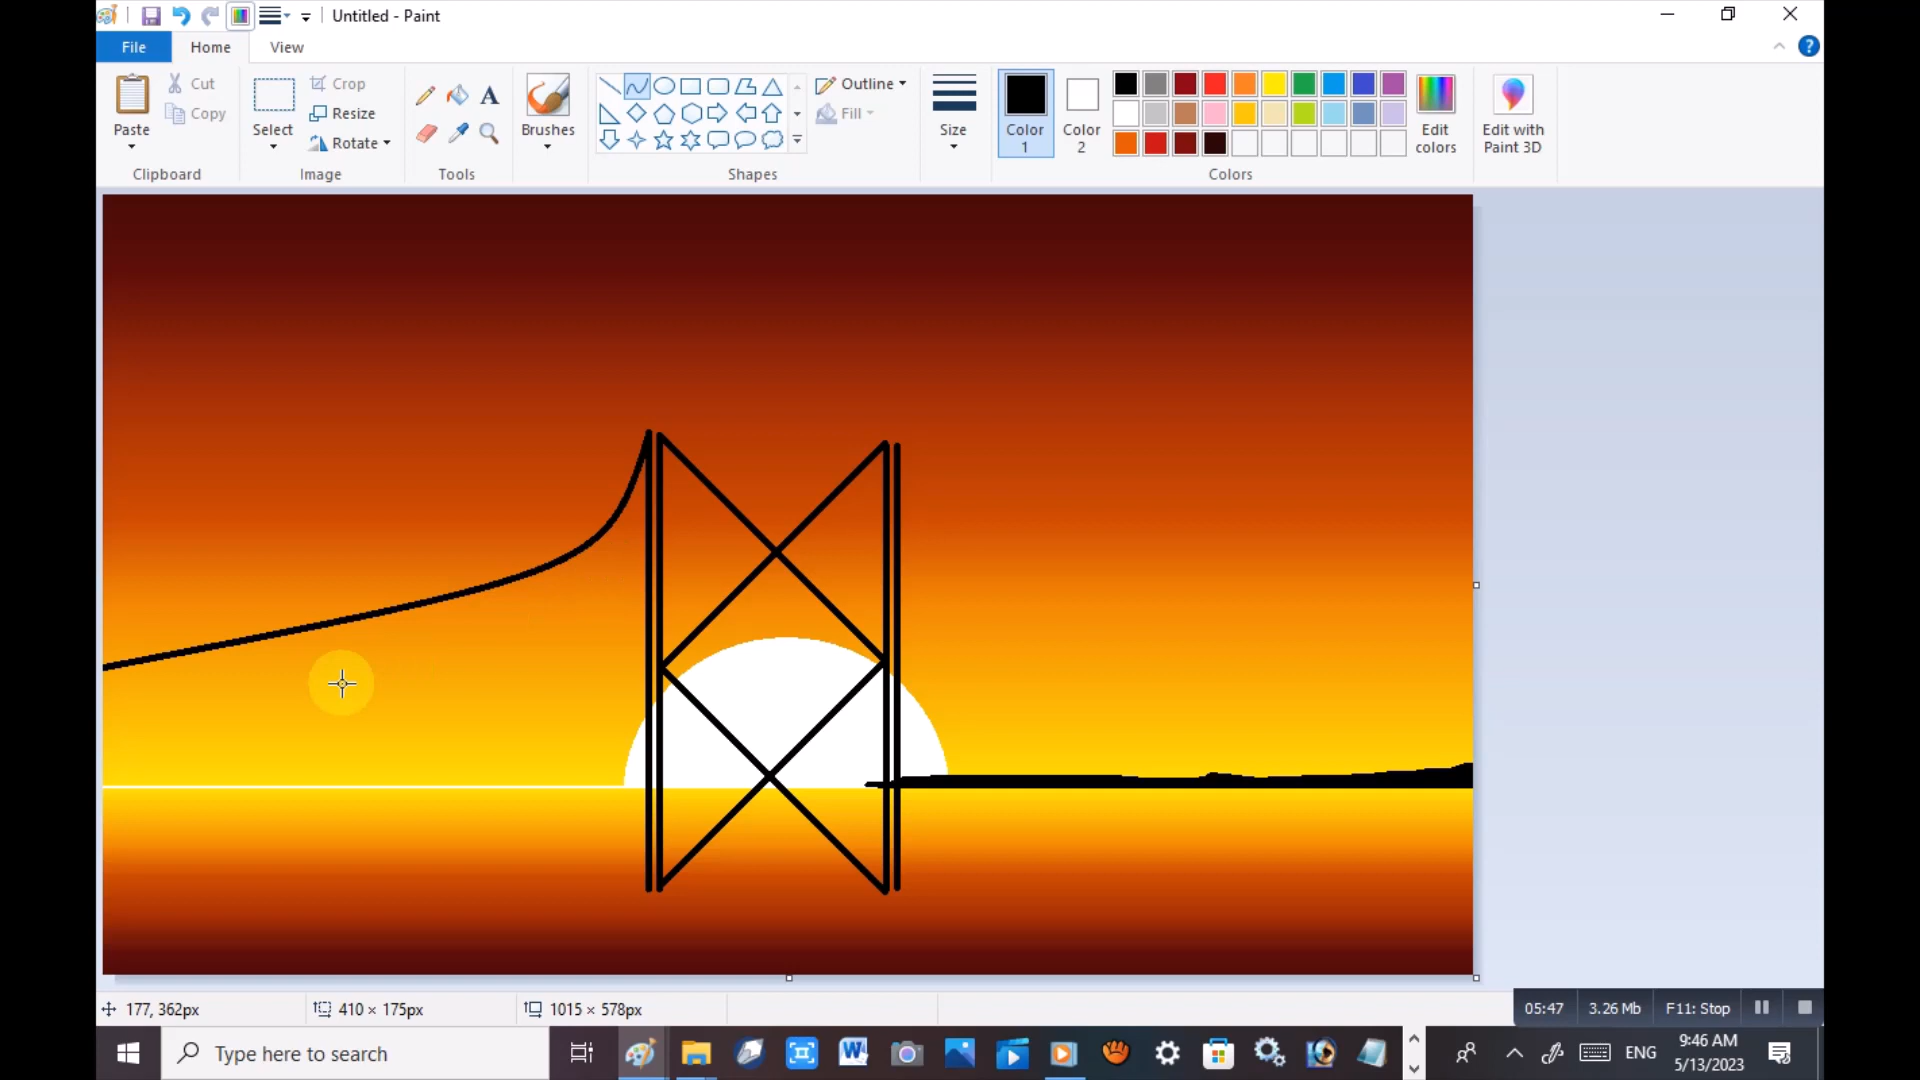 Untitled - Paint
File Home View
Paste
Cut
Copy
Clipboard
Select
Crop
Resize
Rotate
Image
A
Tools
Brushes
Outline
Fill
Shapes
Size
Color
1
Color
2
Edit
colors
Colors
Edit with
Paint 3D
?
177, 362px
410 × 175px
1015 × 578px
05:47
3.26 Mb
F11: Stop
Type here to search
W
ENG
9:46 AM
5/13/2023